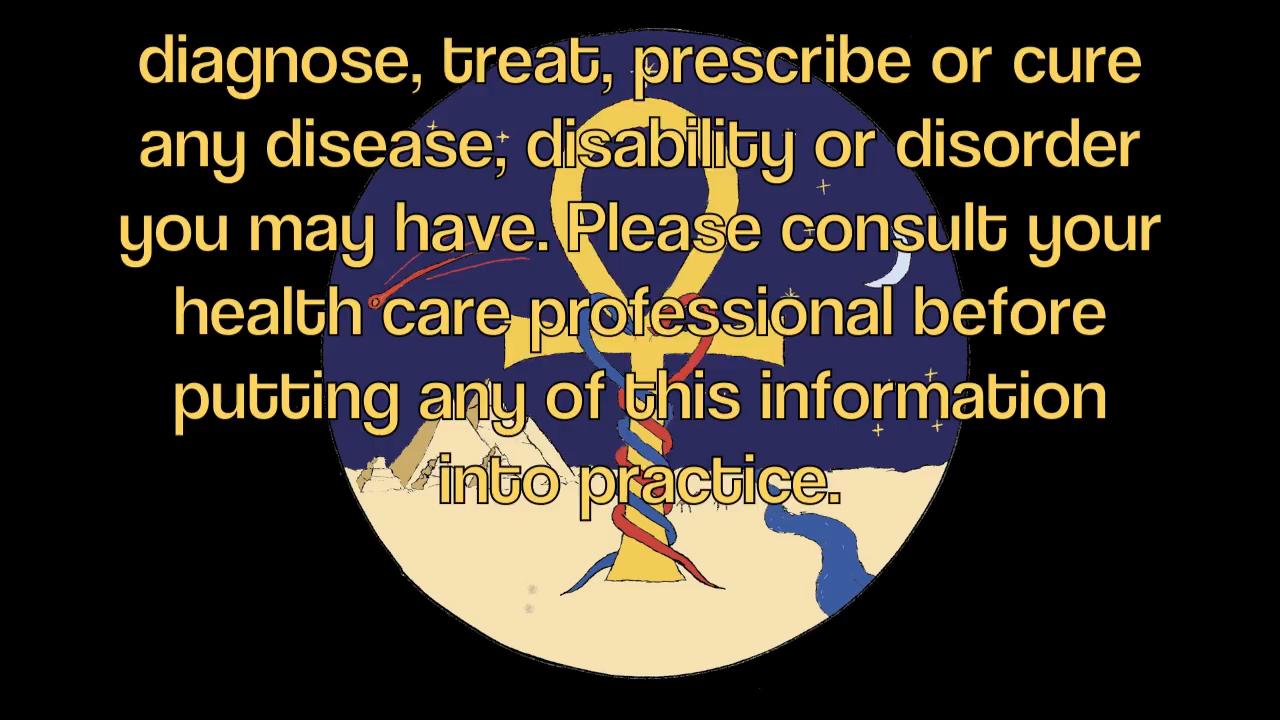 diagnose, treat, prescribe or cure
any disease, disability or disorder
you may have. Please consult your
health care professional before
putting any of this information
into practice.